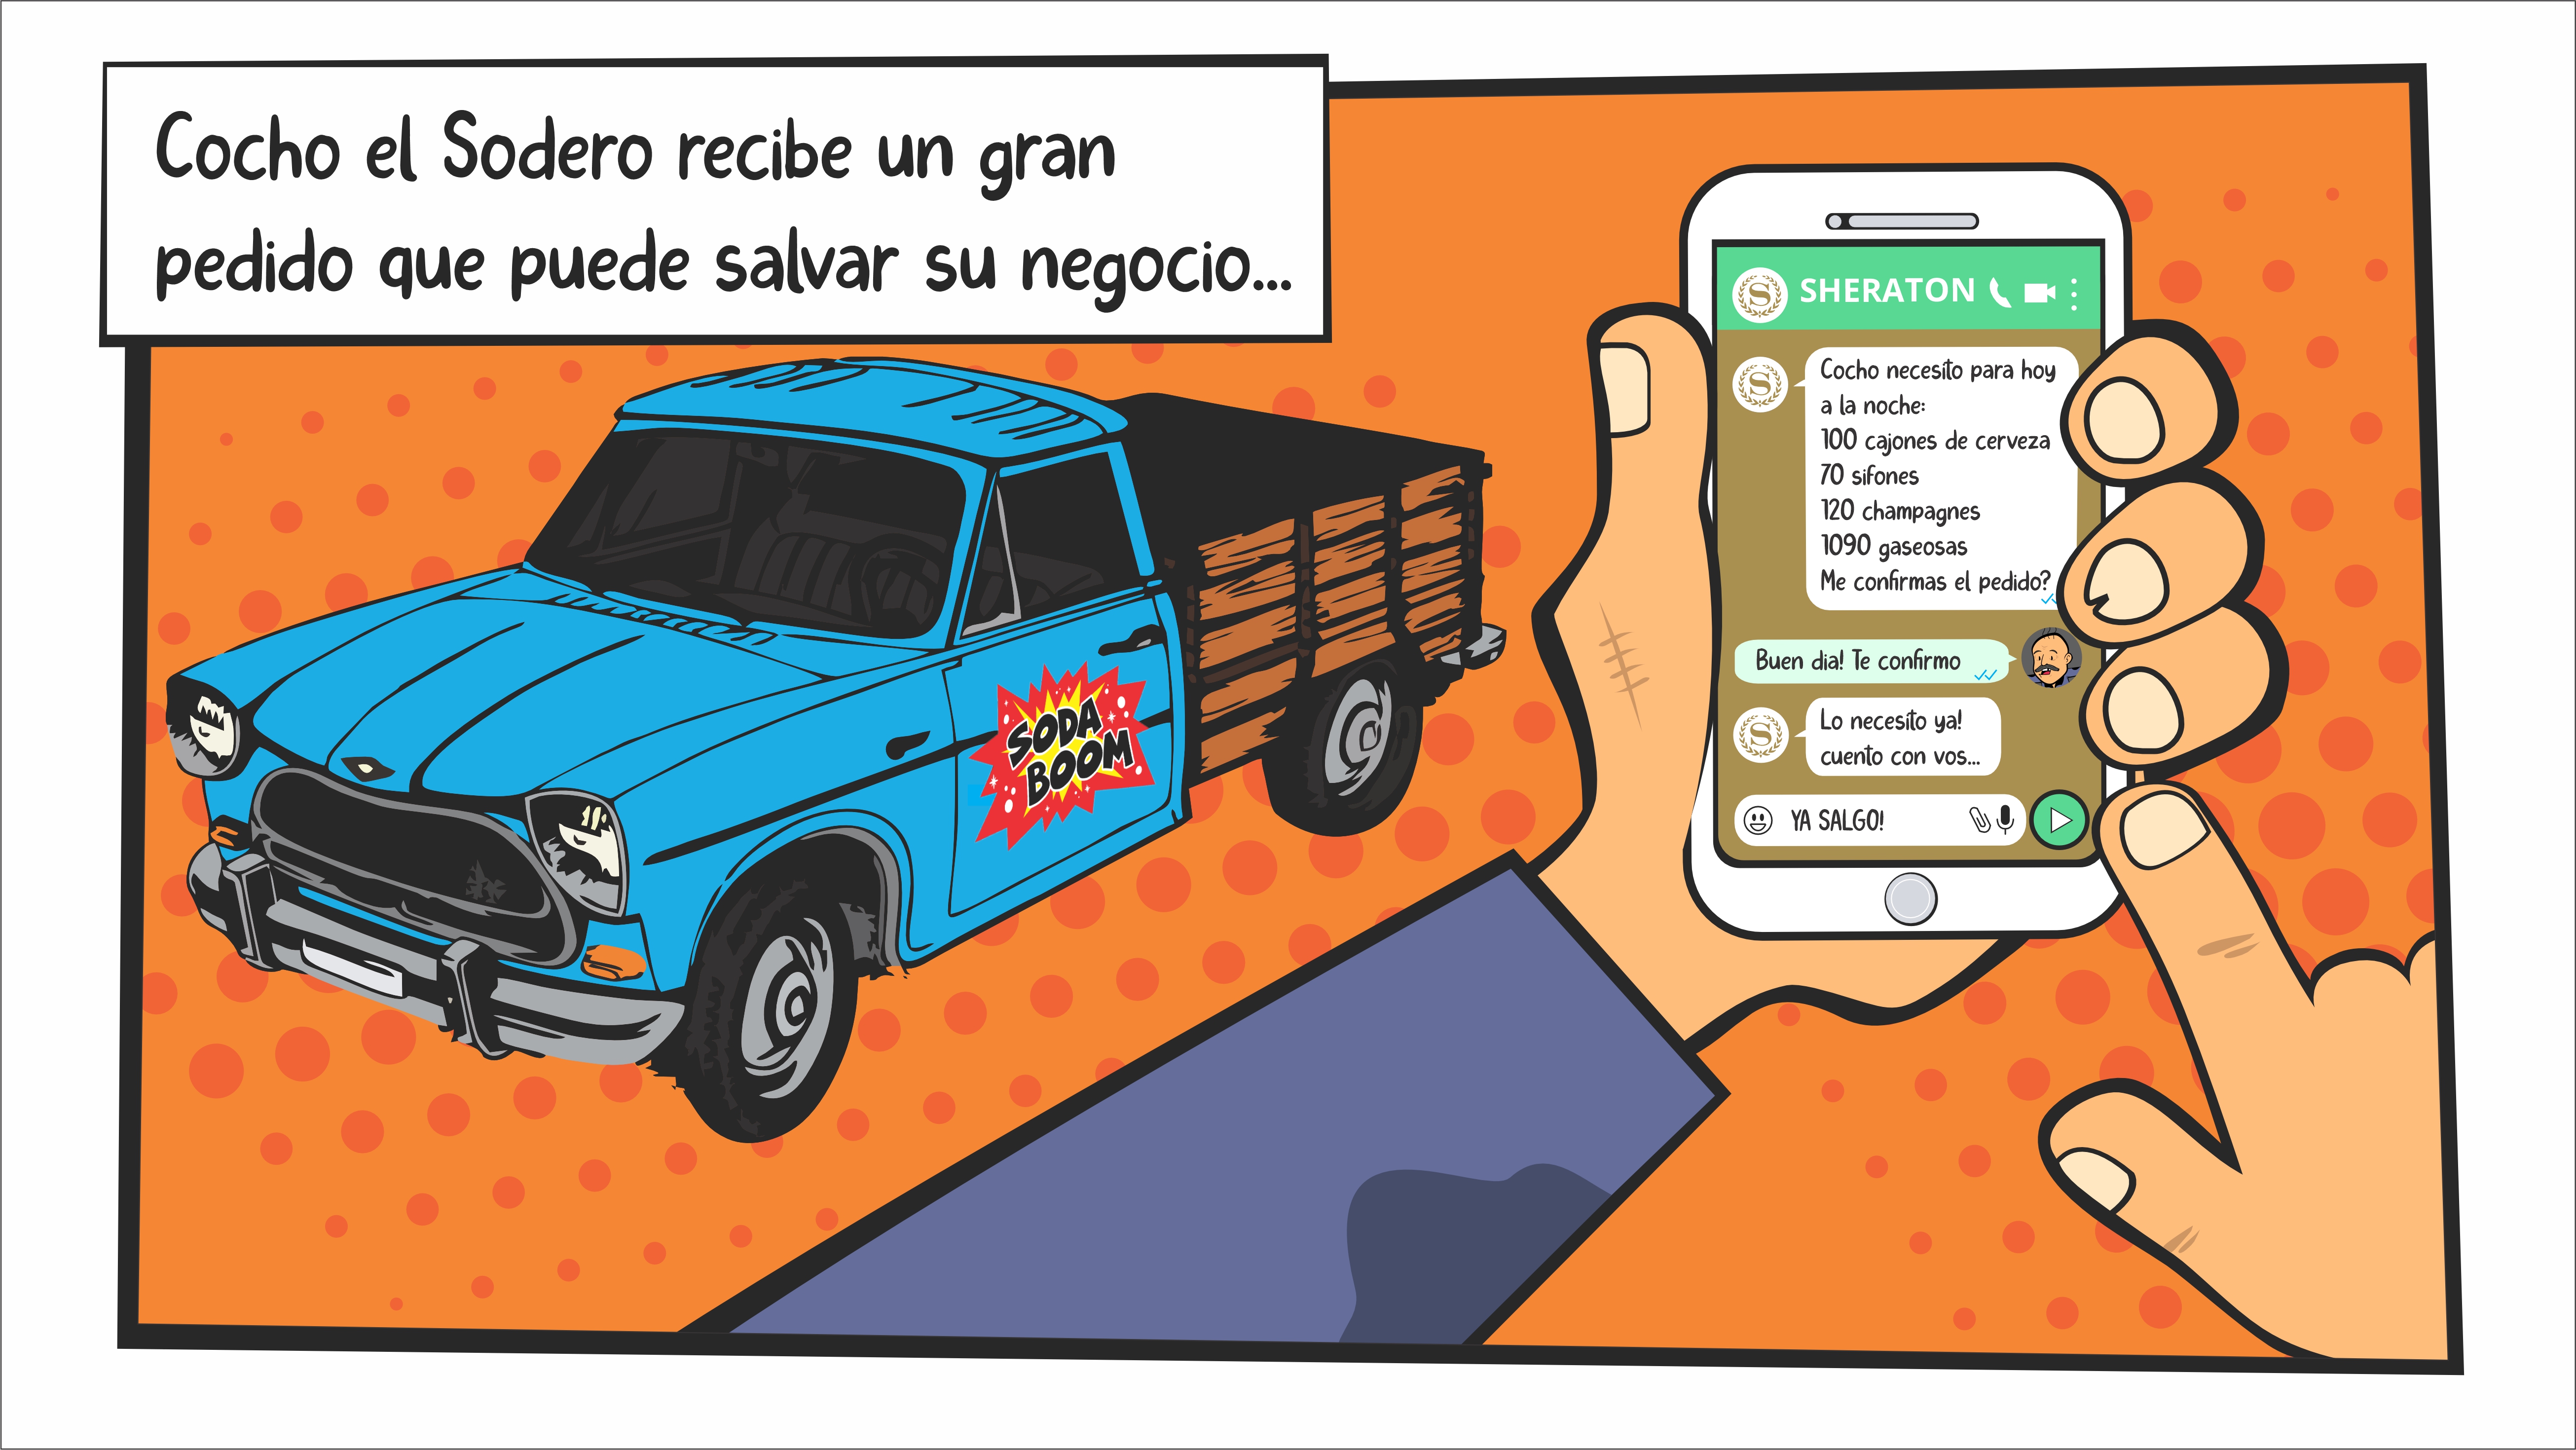 Cocho el Sodero recibe un gran
pedido que puede salvar su negocio...
SHERATON
S
S
Cocho necesito para hoy
a la noche:
100 cajones de cerveza
70 sifones
120 champagnes
1090 gaseosas
Me confirmas el pedido?
Buen dia! Te confirmo
S
Lo necesito ya!
cuento con vos...
YA SALGO!
SODA
BOOM